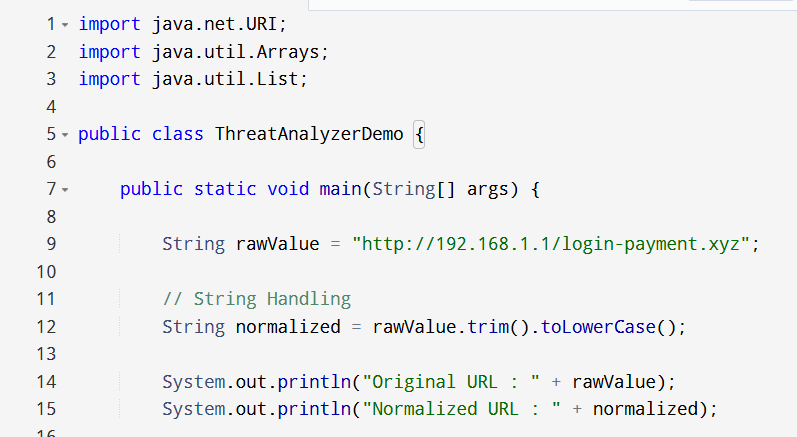 1 import java.net.URI;
2 import java.util.Arrays;
3 import java.util.List;
4
5 public class ThreatAnalyzerDemo {
6
7     public static void main(String[] args) {
8
9         String rawValue = "http://192.168.1.1/login-payment.xyz";
10
11         // String Handling
12         String normalized = rawValue.trim().toLowerCase();
13
14         System.out.println("Original URL : " + rawValue);
15         System.out.println("Normalized URL : " + normalized);
16